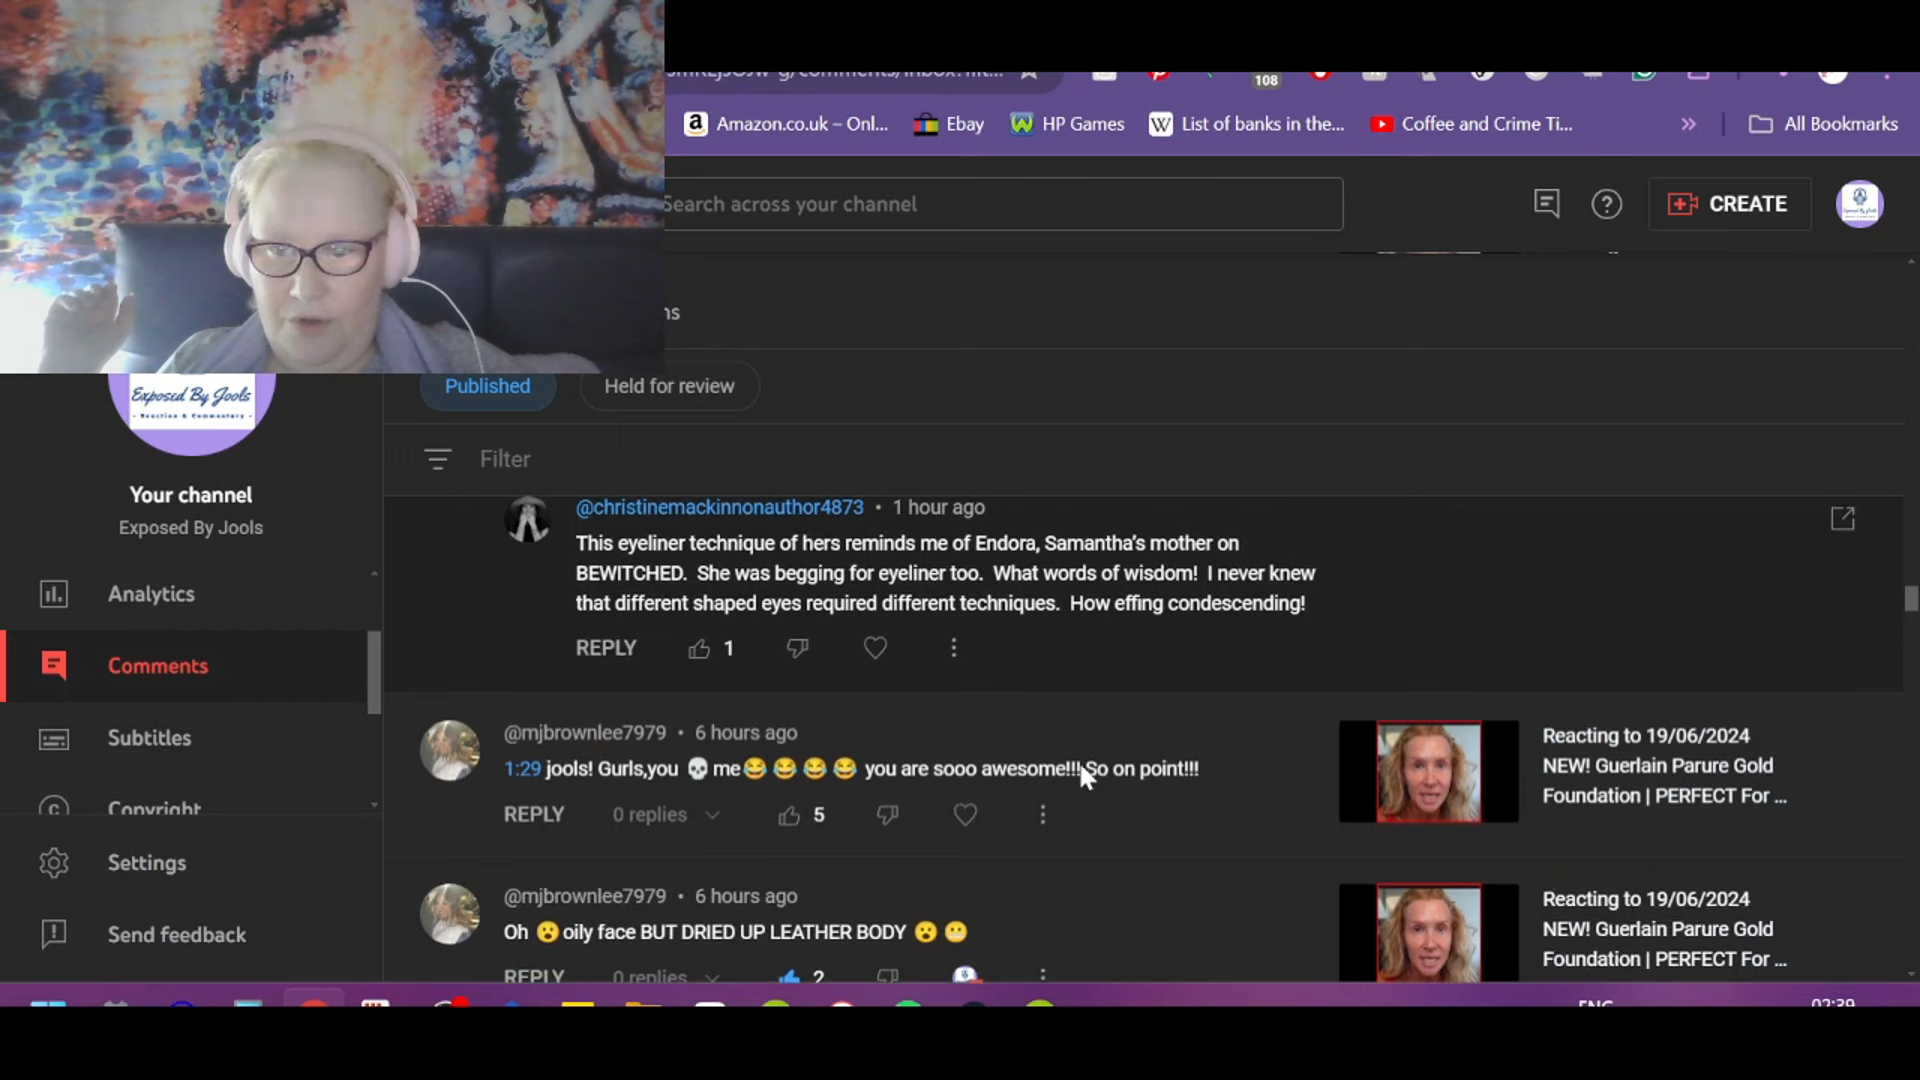 108
Amazon.co.uk – Onl...
Ebay
HP Games
List of banks in the...
Coffee and Crime Ti...
All Bookmarks
Search across your channel
CREATE
Published
Held for review
Exposed By Jools
- Reaction & Commentary -
Filter
Your channel
Exposed By Jools
Analytics
Comments
Subtitles
Copyright
Settings
Send feedback
@christinemackinnonauthor4873 • 1 hour ago
This eyeliner technique of hers reminds me of Endora, Samantha's mother on
BEWITCHED. She was begging for eyeliner too. What words of wisdom! I never knew
that different shaped eyes required different techniques. How effing condescending!
REPLY 1
@mjbrownlee7979 • 6 hours ago
1:29 jools! Gurls,you 💀 me😂 😂 😂 😂 you are sooo awesome!!! So on point!!!
REPLY 0 replies 5
Reacting to 19/06/2024
NEW! Guerlain Parure Gold
Foundation | PERFECT For ...
@mjbrownlee7979 • 6 hours ago
Oh 😮 oily face BUT DRIED UP LEATHER BODY 😮 😬
REPLY 0 replies 2
Reacting to 19/06/2024
NEW! Guerlain Parure Gold
Foundation | PERFECT For ...
ENG
02:39